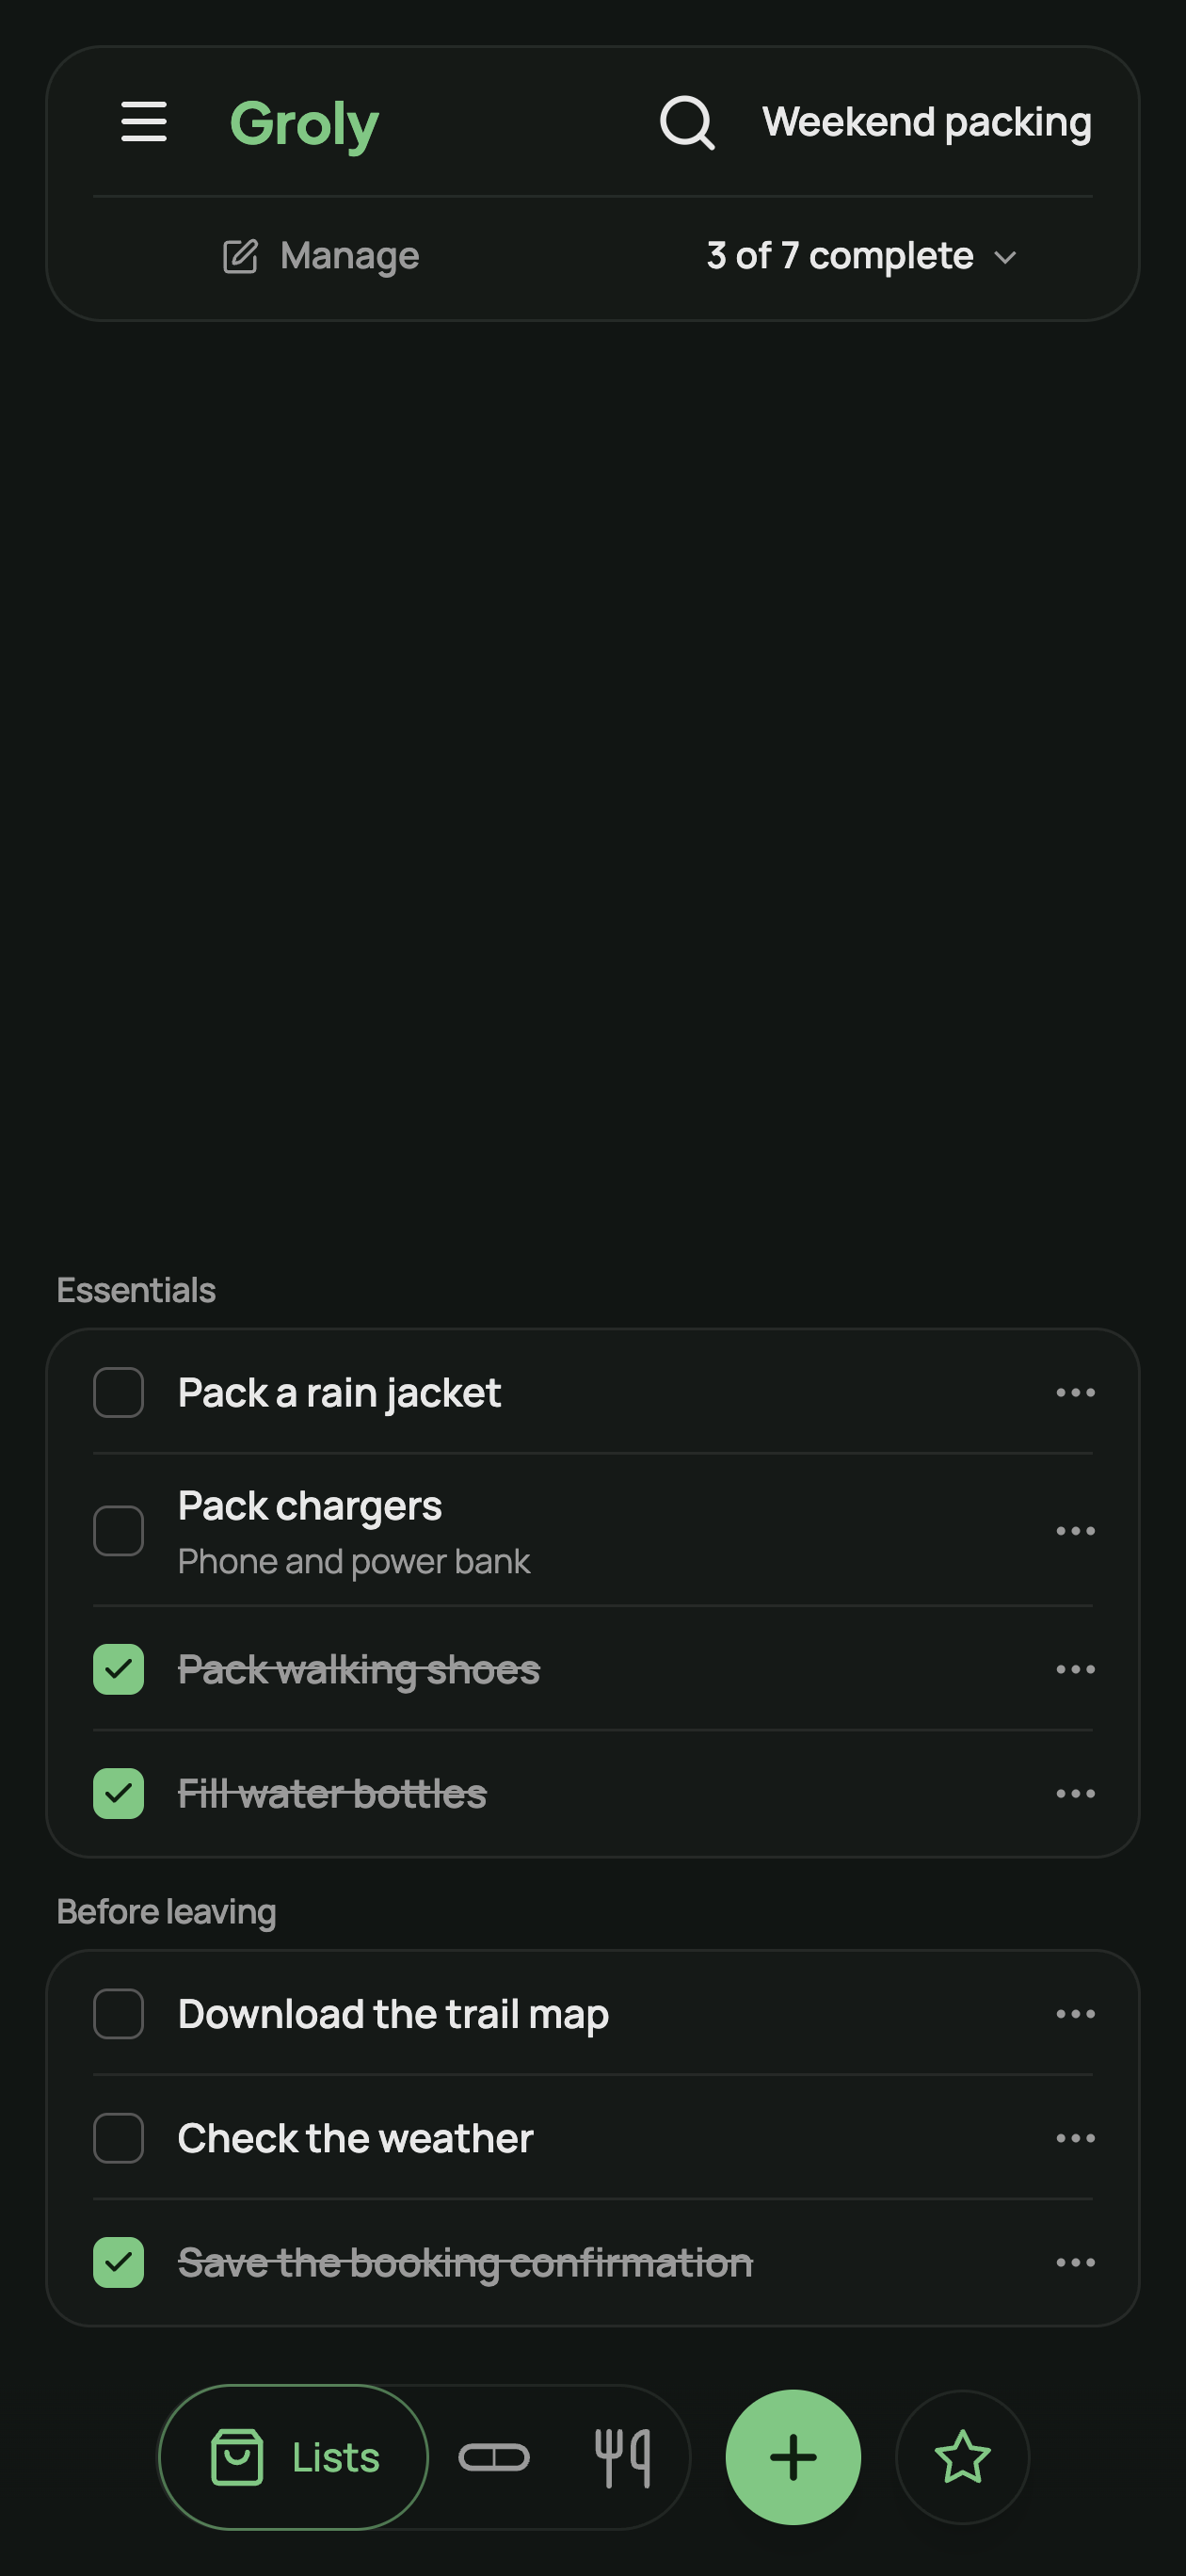 Groly
Weekend packing
Manage
3 of 7 complete
Essentials
Pack a rain jacket
Pack chargers
Phone and power bank
Pack walking shoes
Fill water bottles
Before leaving
Download the trail map
Check the weather
Save the booking confirmation
Lists